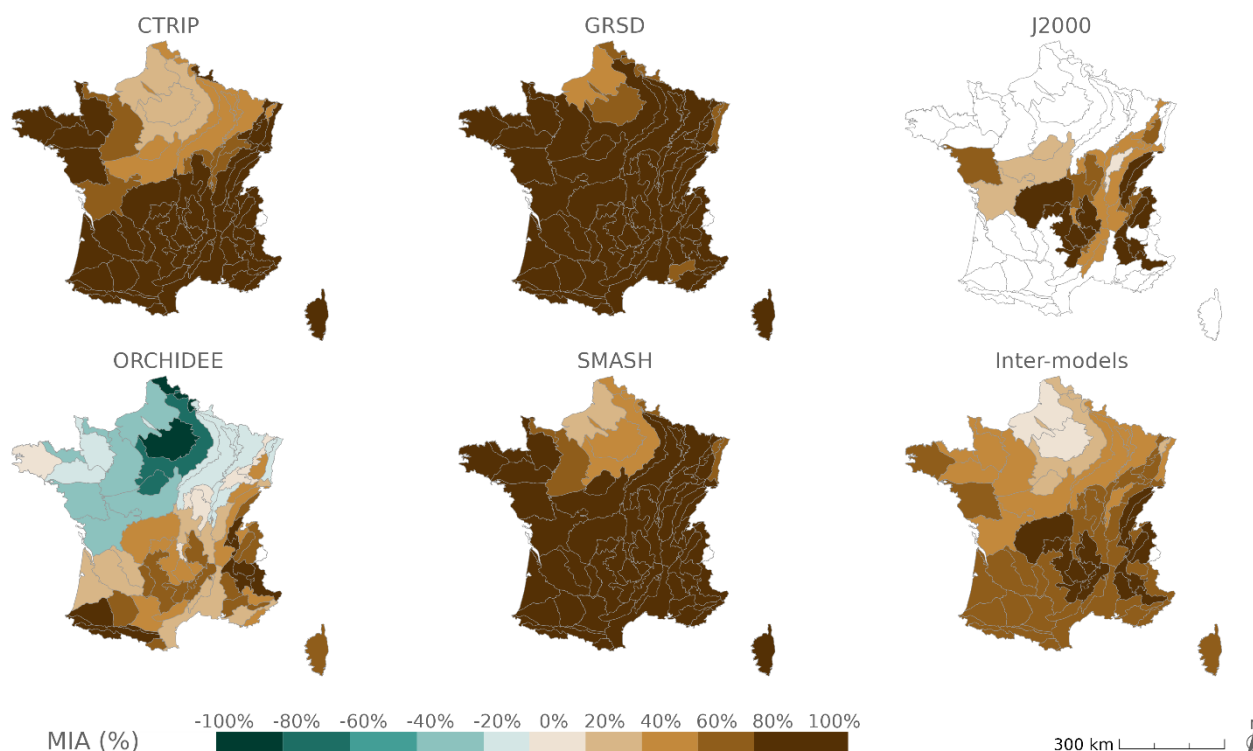 CTRIP
GRSD
J2000
ORCHIDEE
SMASH
Inter-models
-100% -80% -60% -40% -20% 0% 20% 40% 60% 80% 100%
MIA (%)
300 km